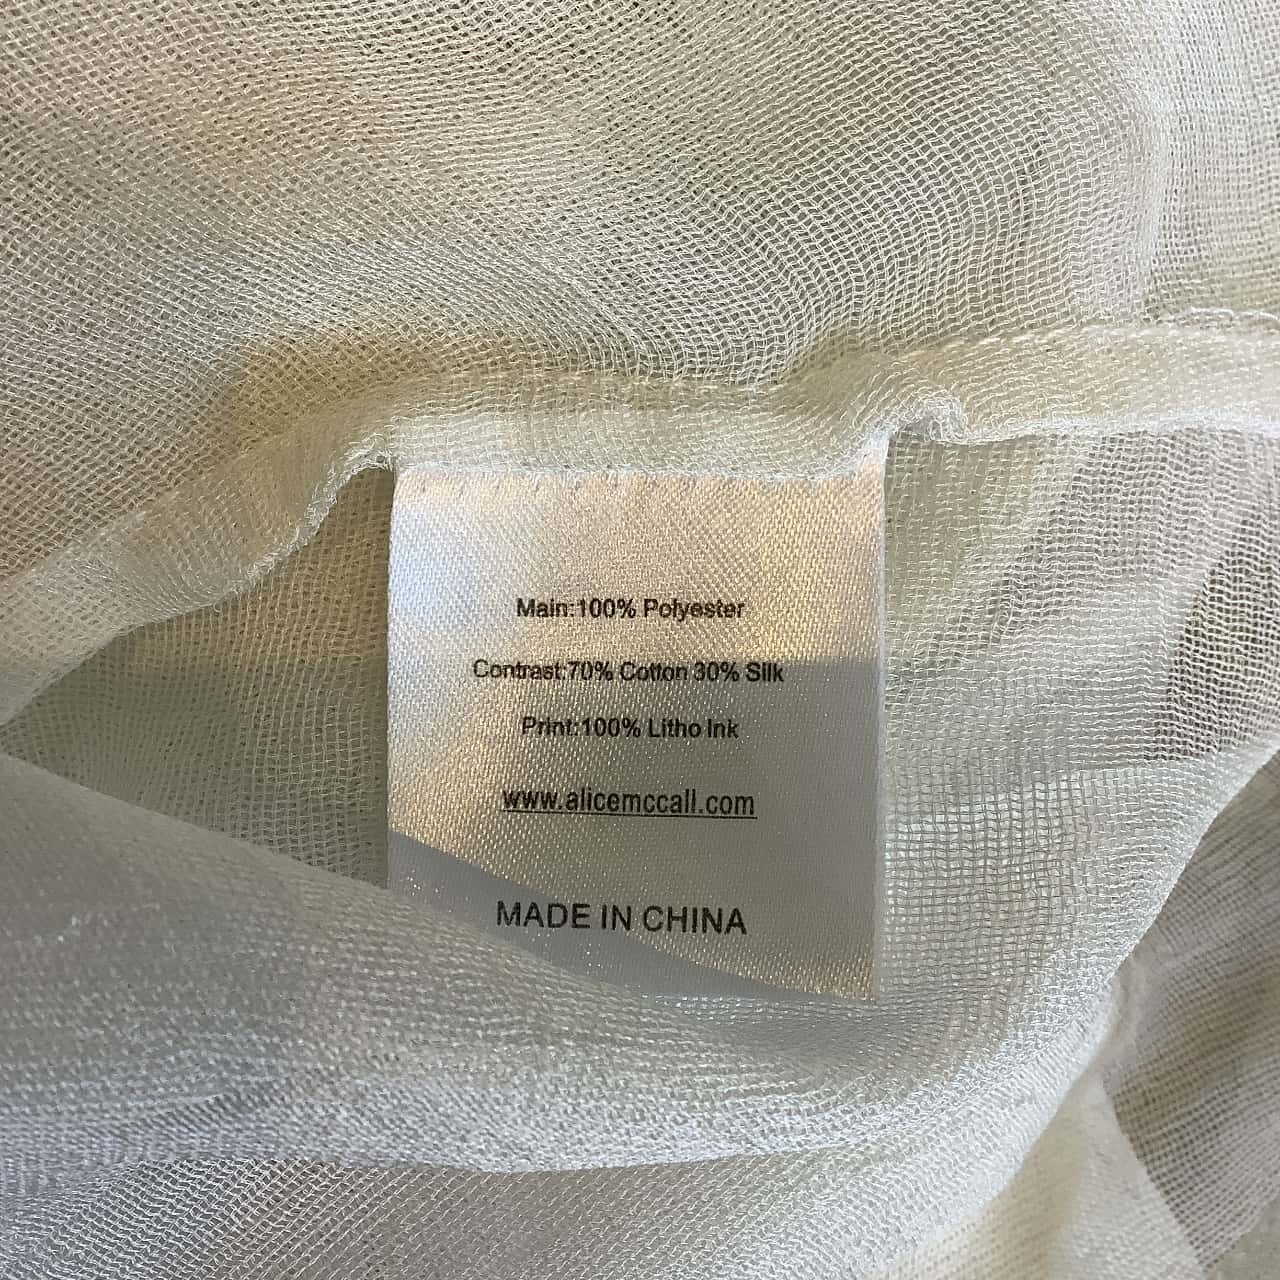 Main:100% Polyester
Contrast:70% Cotton 30% Silk
Print:100% Litho Ink
www.alicemccall.com
MADE IN CHINA